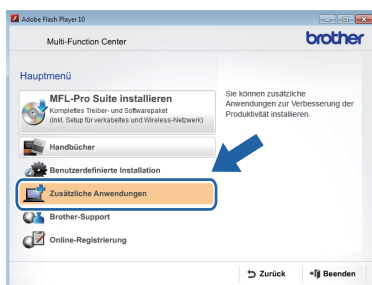 Adobe Flash Player 10
Multi-Function Center
brother
Hauptmenü
MFL-Pro Suite installieren
Komplettes Treiber- und Softwarepaket
(inkl. Setup für verkabeltes und Wireless-Netzwerk)
Handbücher
Benutzerdefinierte Installation
Zusätzliche Anwendungen
Brother-Support
Online-Registrierung
Sie können zusätzliche
Anwendungen zur Verbesserung der
Produktivität installieren.
Zurück
Beenden